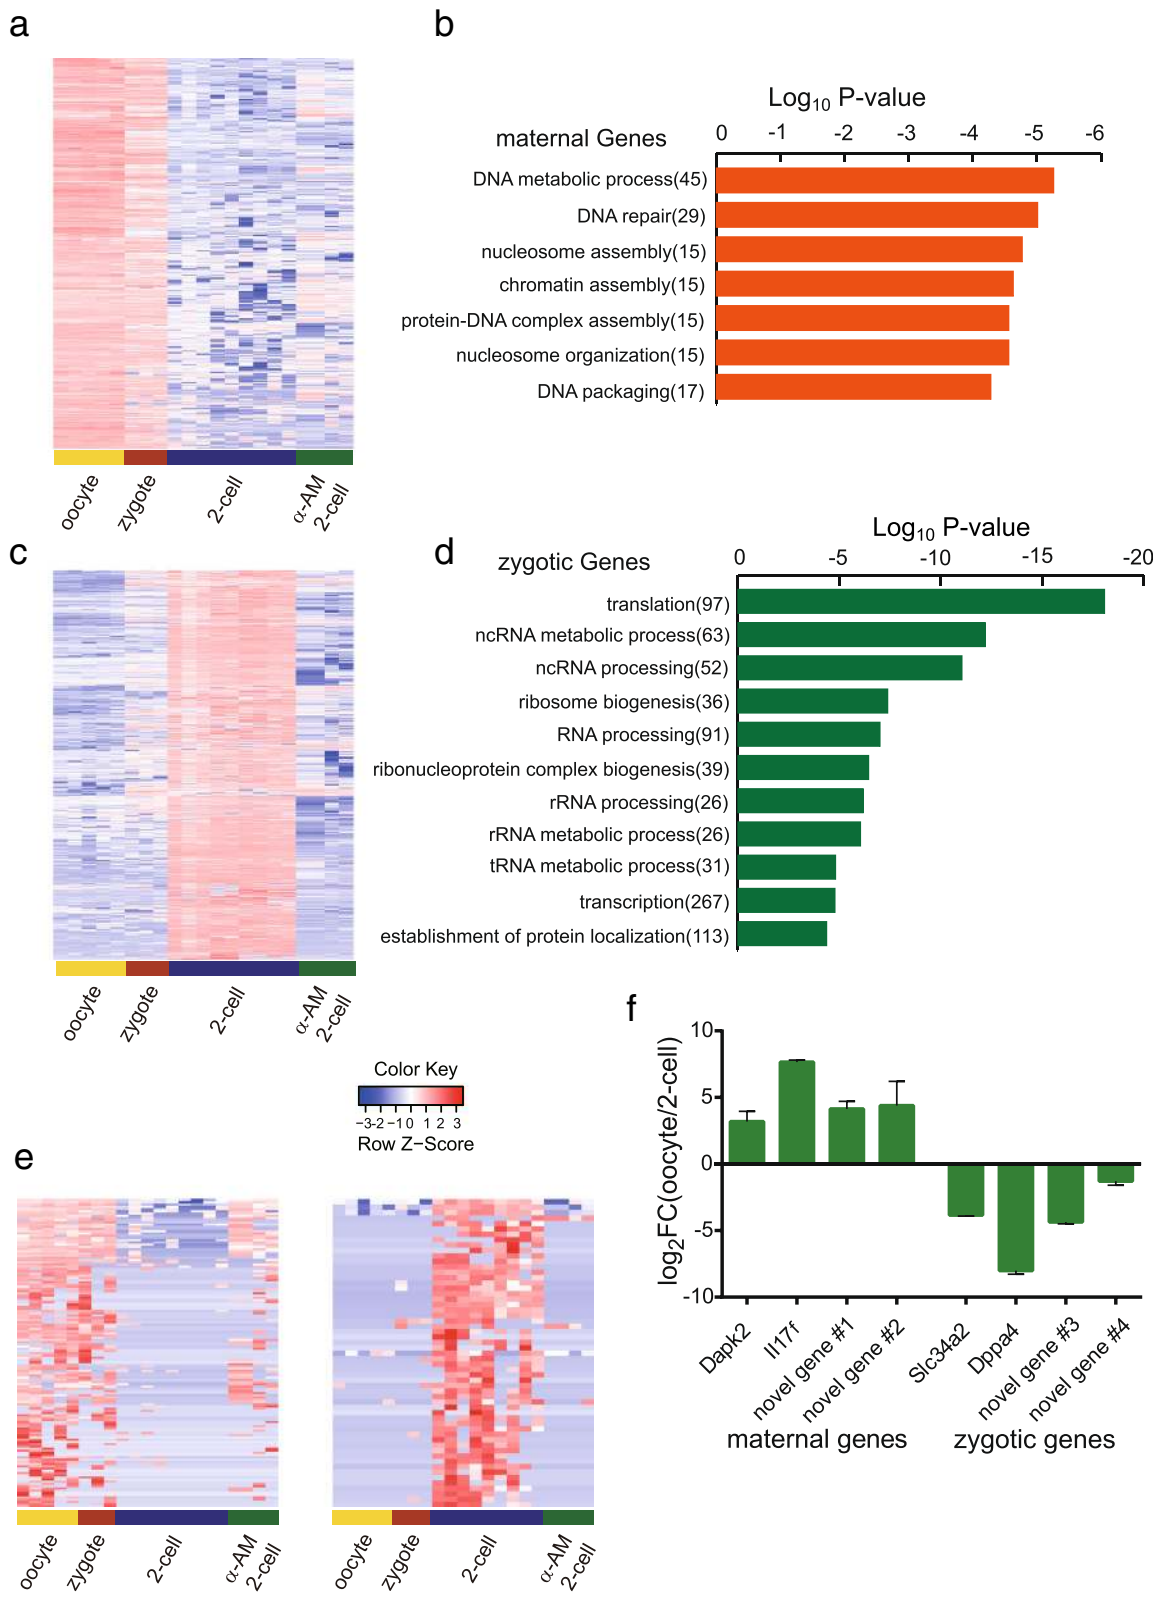 a
oocyte
zygote
2-cell
α-AM
2-cell
b
Log10 P-value
maternal Genes
0 -1 -2 -3 -4 -5 -6
DNA metabolic process(45)
DNA repair(29)
nucleosome assembly(15)
chromatin assembly(15)
protein-DNA complex assembly(15)
nucleosome organization(15)
DNA packaging(17)
c
oocyte
zygote
2-cell
α-AM
2-cell
d
Log10 P-value
zygotic Genes
0 -5 -10 -15 -20
translation(97)
ncRNA metabolic process(63)
ncRNA processing(52)
ribosome biogenesis(36)
RNA processing(91)
ribonucleoprotein complex biogenesis(39)
rRNA processing(26)
rRNA metabolic process(26)
tRNA metabolic process(31)
transcription(267)
establishment of protein localization(113)
Color Key
−3 -2 −1 0 1 2 3
Row Z−Score
e
oocyte
zygote
2-cell
α-AM
2-cell
oocyte
zygote
2-cell
α-AM
2-cell
f
log2FC(oocyte/2-cell)
10
5
0
-5
-10
Dapk2
Il17f
novel gene #1
novel gene #2
Slc34a2
Dppa4
novel gene #3
novel gene #4
maternal genes
zygotic genes